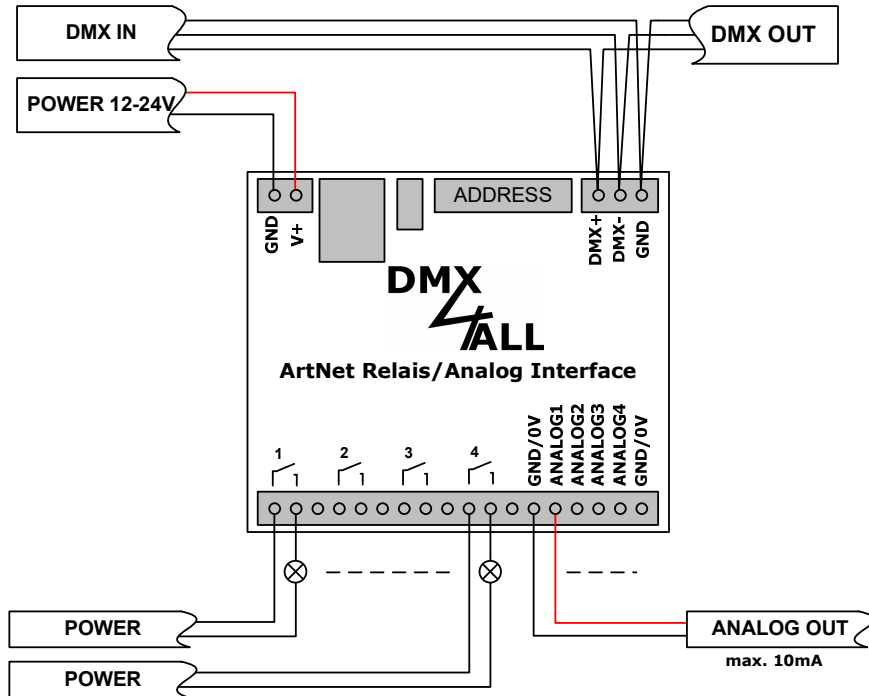 DMX IN
DMX OUT
POWER 12-24V
ADDRESS
GND
V+
DMX+
DMX-
GND
DMX
4
ALL
ArtNet Relais/Analog Interface
1
2
3
4
GND/0V
ANALOG1
ANALOG2
ANALOG3
ANALOG4
GND/0V
POWER
ANALOG OUT
max. 10mA
POWER